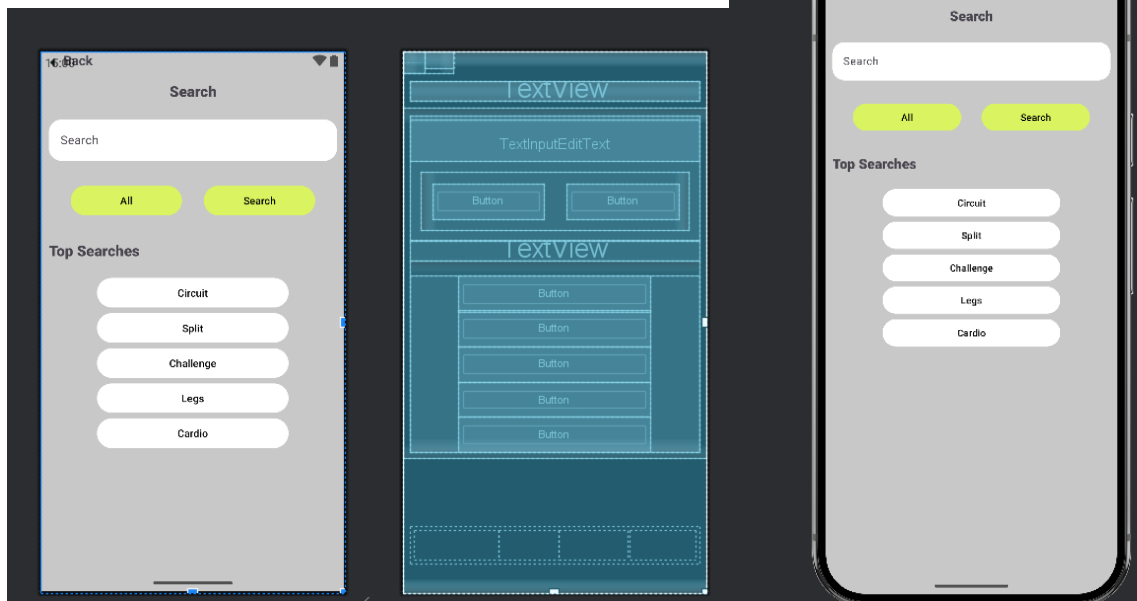 Back
Search
Search
All
Search
Top Searches
Circuit
Split
Challenge
Legs
Cardio
TextView
TextInputEditText
Button
Button
TextView
Button
Button
Button
Button
Button
Search
Search
All
Search
Top Searches
Circuit
Split
Challenge
Legs
Cardio